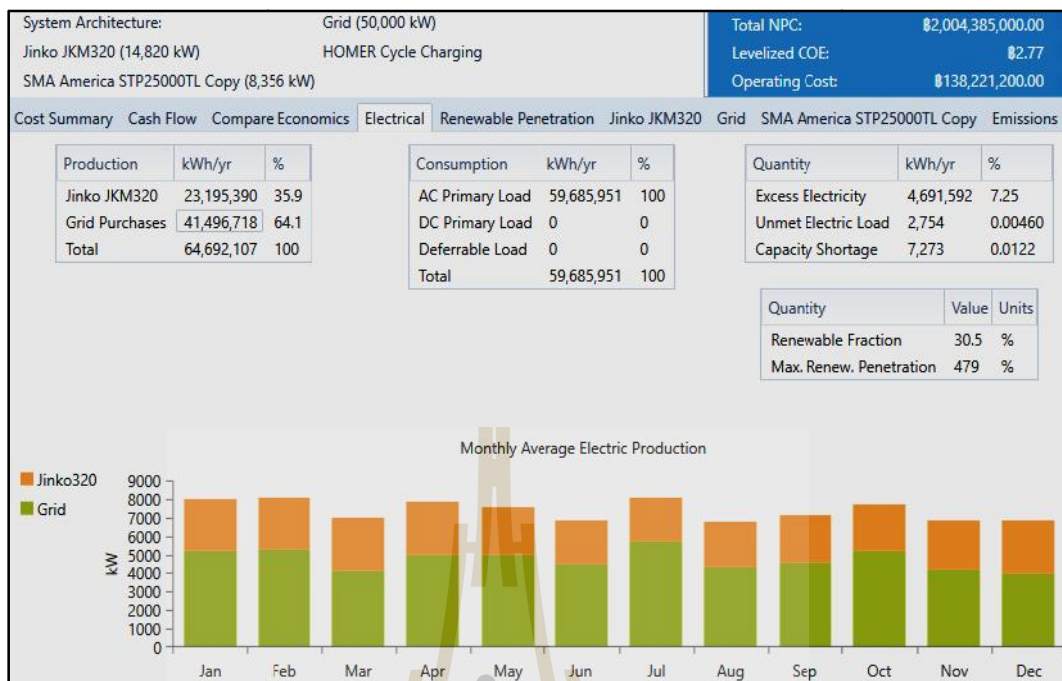 System Architecture: Grid (50,000 kW)
Jinko JKM320 (14,820 kW) HOMER Cycle Charging
SMA America STP25000TL Copy (8,356 kW)
Total NPC: ฿2,004,385,000.00
Levelized COE: ฿2.77
Operating Cost: ฿138,221,200.00
Cost Summary Cash Flow Compare Economics Electrical Renewable Penetration Jinko JKM320 Grid SMA America STP25000TL Copy Emissions
Production kWh/yr %
Jinko JKM320 23,195,390 35.9
Grid Purchases 41,496,718 64.1
Total 64,692,107 100
Consumption kWh/yr %
AC Primary Load 59,685,951 100
DC Primary Load 0 0
Deferrable Load 0 0
Total 59,685,951 100
Quantity kWh/yr %
Excess Electricity 4,691,592 7.25
Unmet Electric Load 2,754 0.00460
Capacity Shortage 7,273 0.0122
Quantity Value Units
Renewable Fraction 30.5 %
Max. Renew. Penetration 479 %
Monthly Average Electric Production
Jinko320
Grid
kW
9000
8000
7000
6000
5000
4000
3000
2000
1000
0
Jan Feb Mar Apr May Jun Jul Aug Sep Oct Nov Dec